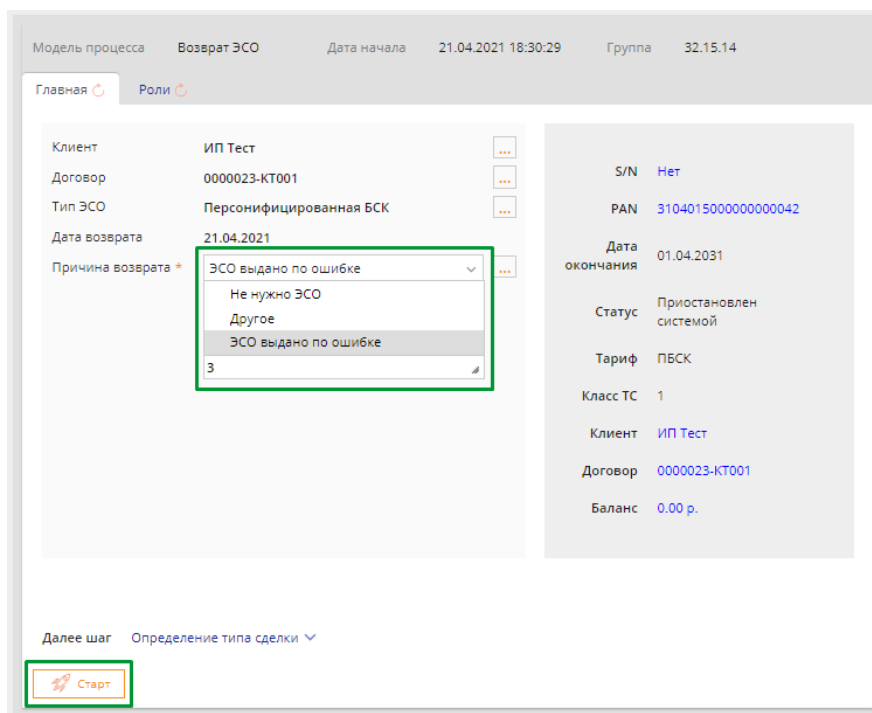 Модель процесса Возврат ЭСО Дата начала 21.04.2021 18:30:29 Группа 32.15.14
Главная Роли
Клиент ИП Тест ...
Договор 0000023-КТ001 ...
Тип ЭСО Персонифицированная БСК ...
Дата возврата 21.04.2021
Причина возврата * ЭСО выдано по ошибке ...
Не нужно ЭСО
Другое
ЭСО выдано по ошибке
3
S/N Нет
PAN 3104015000000000042
Дата
окончания 01.04.2031
Статус Приостановлен
системой
Тариф ПБСК
Класс ТС 1
Клиент ИП Тест
Договор 0000023-КТ001
Баланс 0.00 р.
Далее шаг Определение типа сделки
Старт